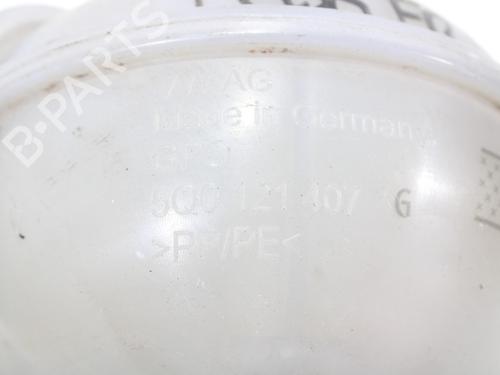 B-PARTS
VW AG
Made in Germany
5Q0 121 407 G
>PP/PE<